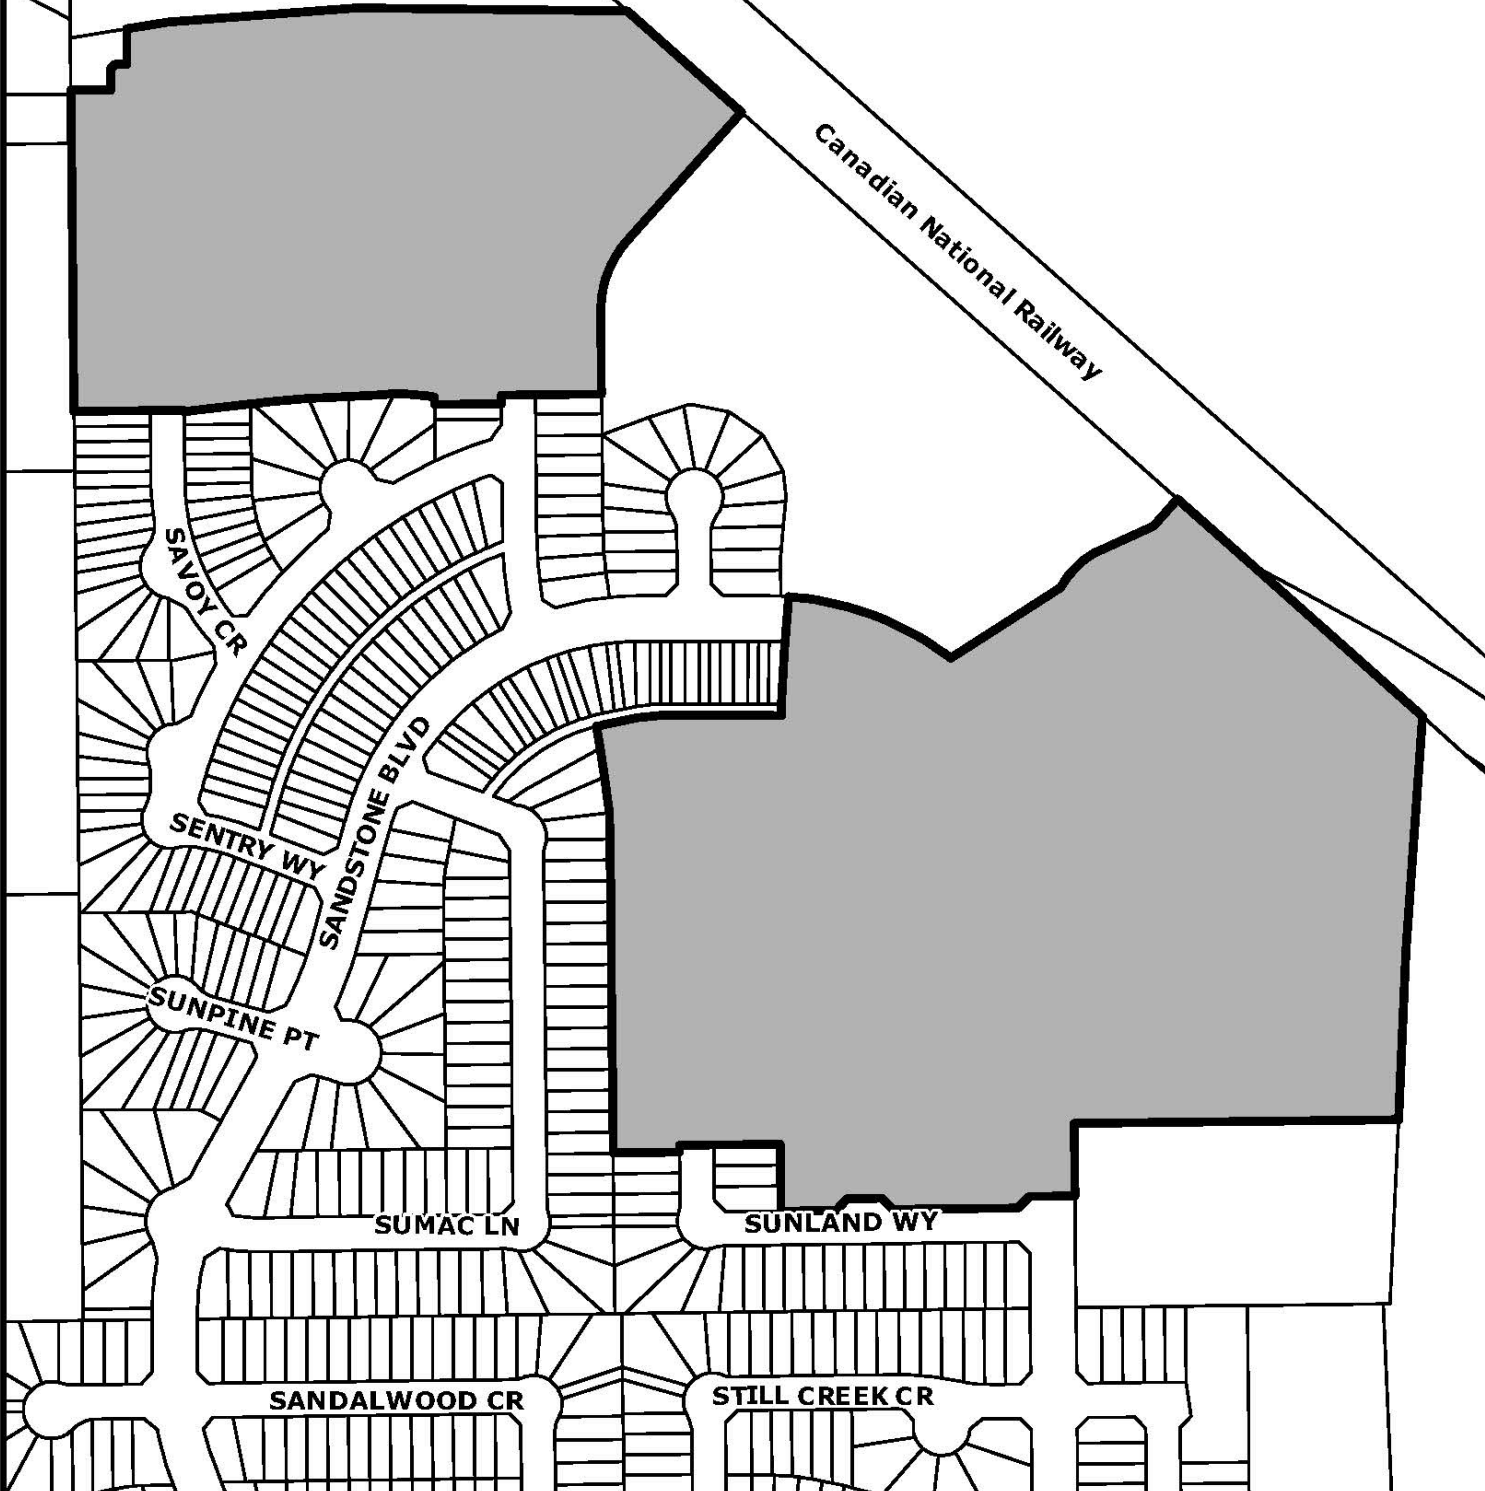 Canadian National Railway
SAVOY CR
SANDSTONE BLVD
SENTRY WY
SUNPINE PT
SUMAC LN
SUNLAND WY
SANDALWOOD CR
STILL CREEK CR